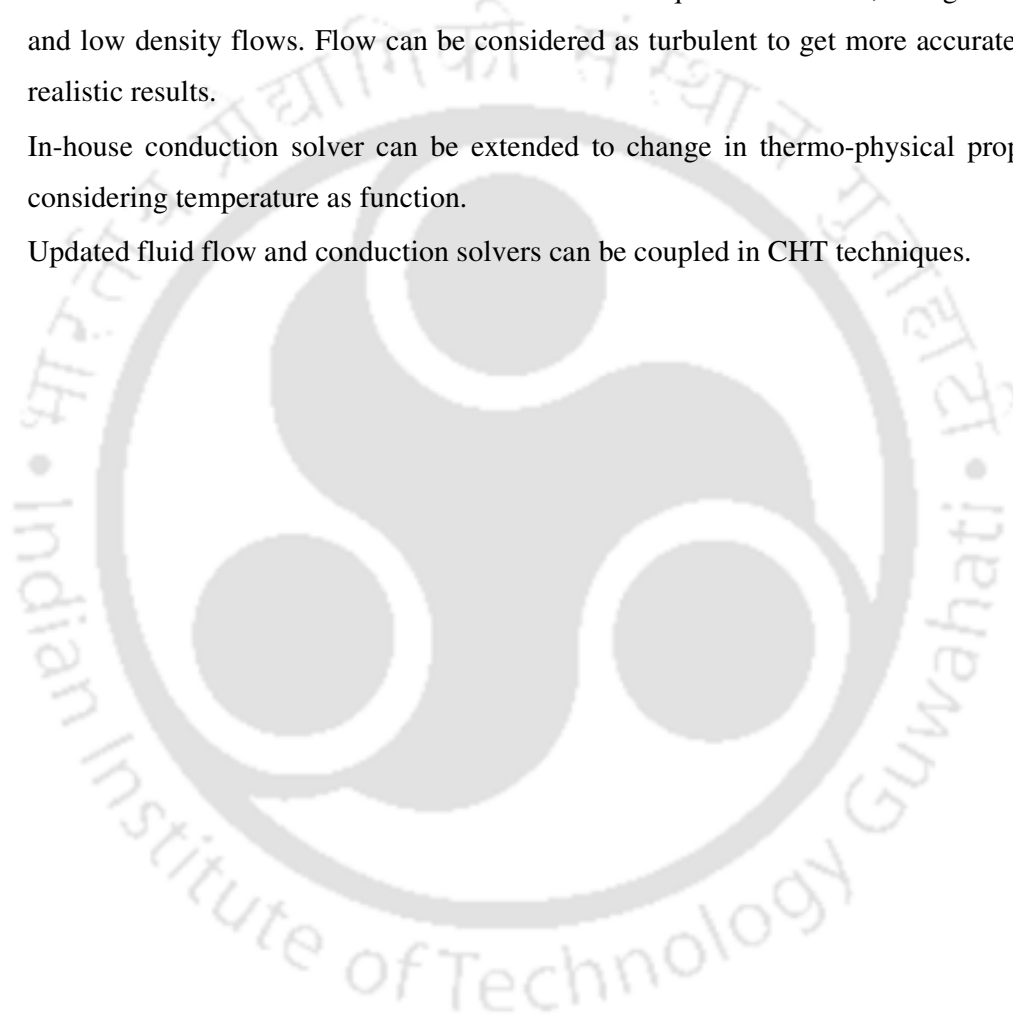 and low density flows. Flow can be considered as turbulent to get more accurate
realistic results.
In-house conduction solver can be extended to change in thermo-physical
considering temperature as function.
Updated fluid flow and conduction solvers can be coupled in CHT techniques.
Indian Institute of Technology Guwahati